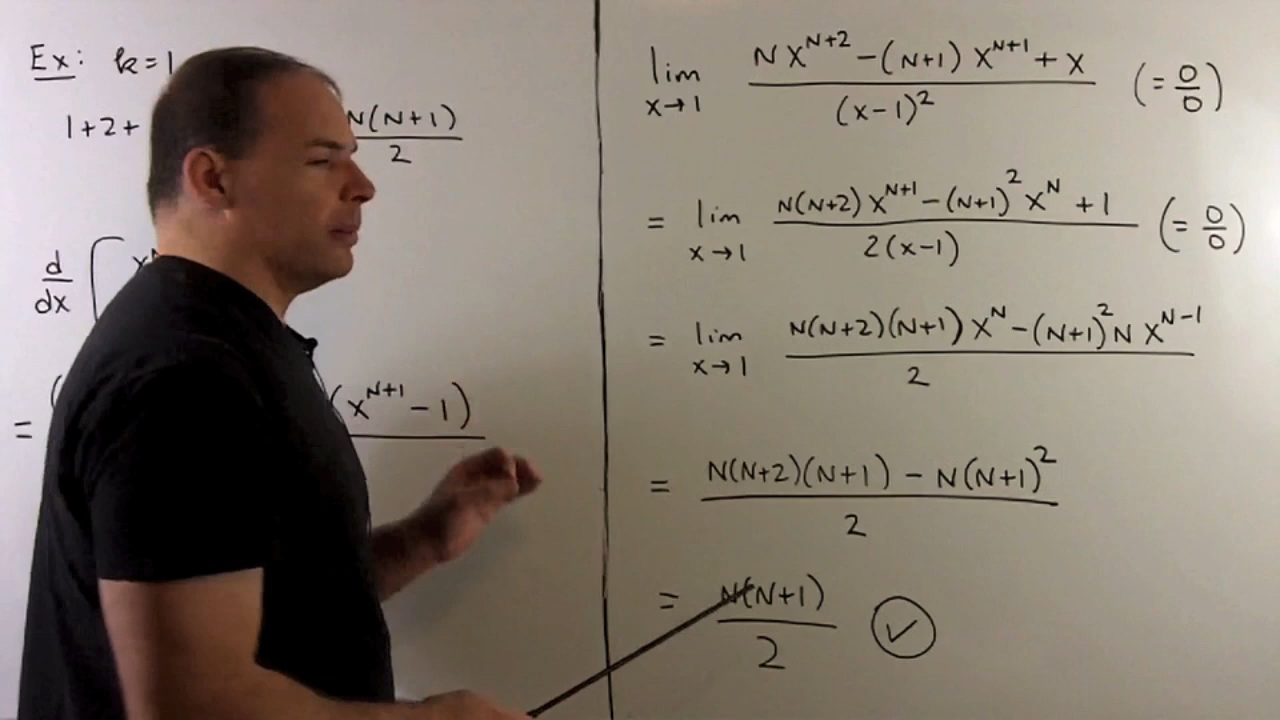 Ex: k=1
1+2+ N(N+1)/2
d/dx [
= (x^{N+1} - 1)
lim x→1 (N x^{N+2} - (N+1) x^{N+1} + x)/(x-1)^2 (= 0/0)
= lim x→1 (N(N+2) x^{N+1} - (N+1)^2 x^N + 1)/2(x-1) (= 0/0)
= lim x→1 (N(N+2)(N+1) x^N - (N+1)^2 N x^{N-1})/2
= (N(N+2)(N+1) - N(N+1)^2)/2
= N(N+1)/2 ✓